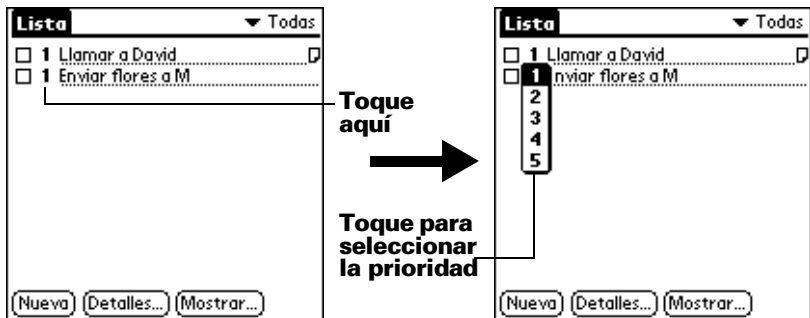 Lista
Todas
1 Llamar a David
1 Enviar flores a M
Nueva
Detalles...
Mostrar...
Toque
aquí
Toque para
seleccionar
la prioridad
Lista
Todas
1 Llamar a David
1 nviar flores a M
2
3
4
5
Nueva
Detalles...
Mostrar...